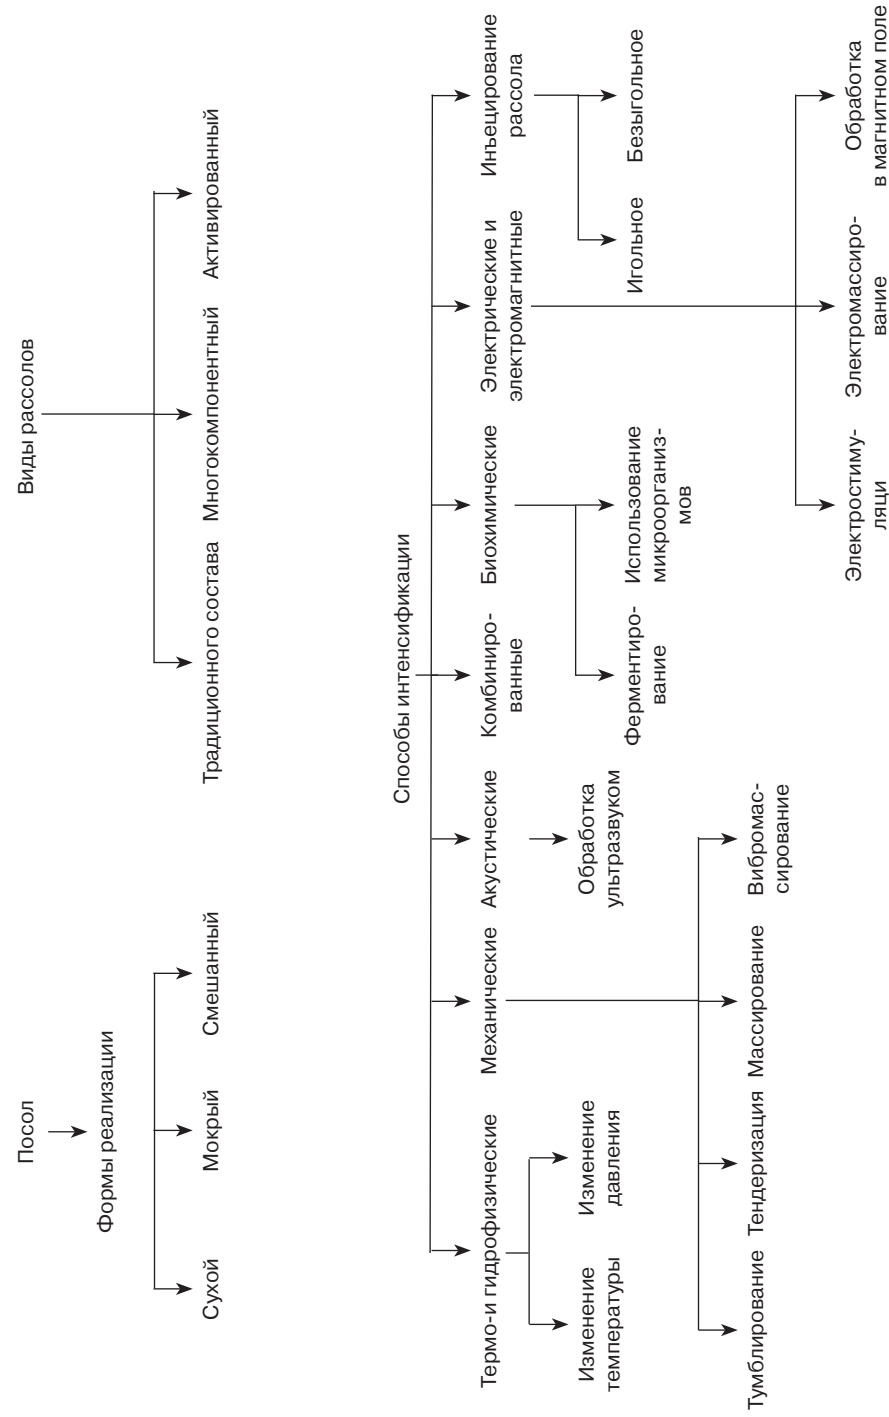 Посол
Формы реализации
Сухой
Мокрый
Смешанный
Виды рассолов
Традиционного состава
Многокомпонентный
Активированный
Способы интенсификации
Термо-и гидрофизические
Механические
Акустические
Комбиниро-
ванные
Биохимические
Электрические и
электромагнитные
Инъецирование
рассола
Изменение
температуры
Изменение
давления
Обработка
ультразвуком
Ферментиро-
вание
Использование
микроорганиз-
мов
Игольное
Безыгольное
Тумблирование
Тендеризация
Массирование
Вибромас-
сирование
Электростиму-
ляци
Электромассиро-
вание
Обработка
в магнитном поле